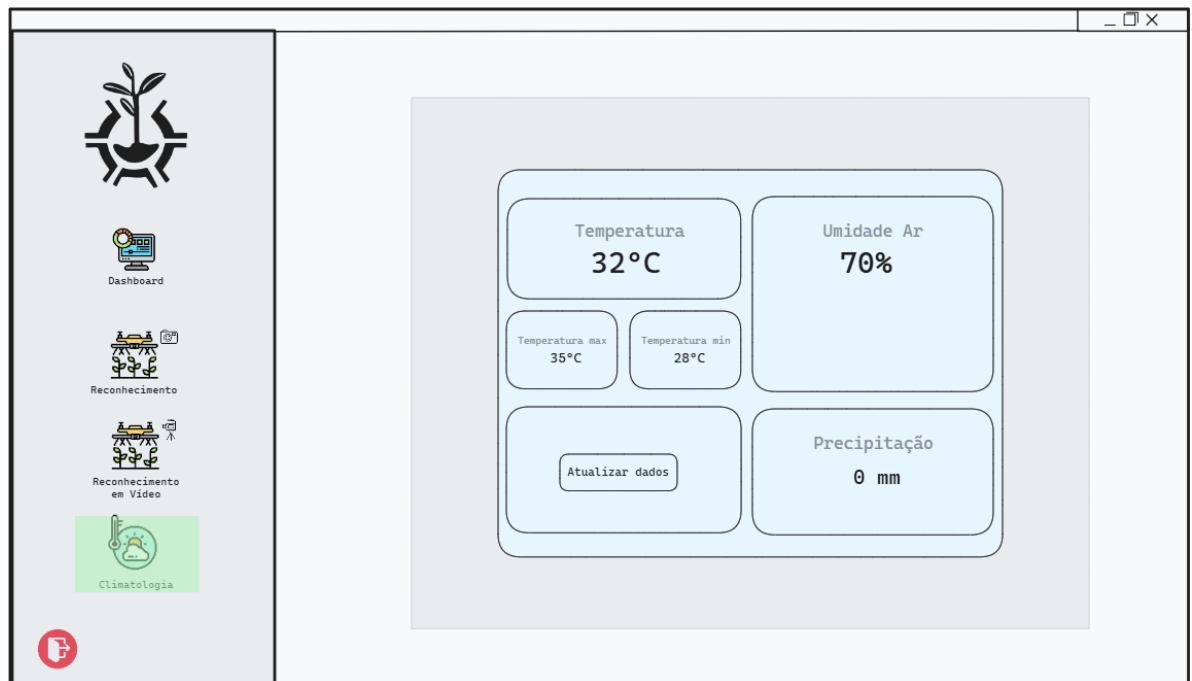 Dashboard
Reconhecimento
Reconhecimento
em Vídeo
Climatologia
Temperatura
32°C
Umidade Ar
70%
Temperatura max
35°C
Temperatura min
28°C
Atualizar dados
Precipitação
0 mm